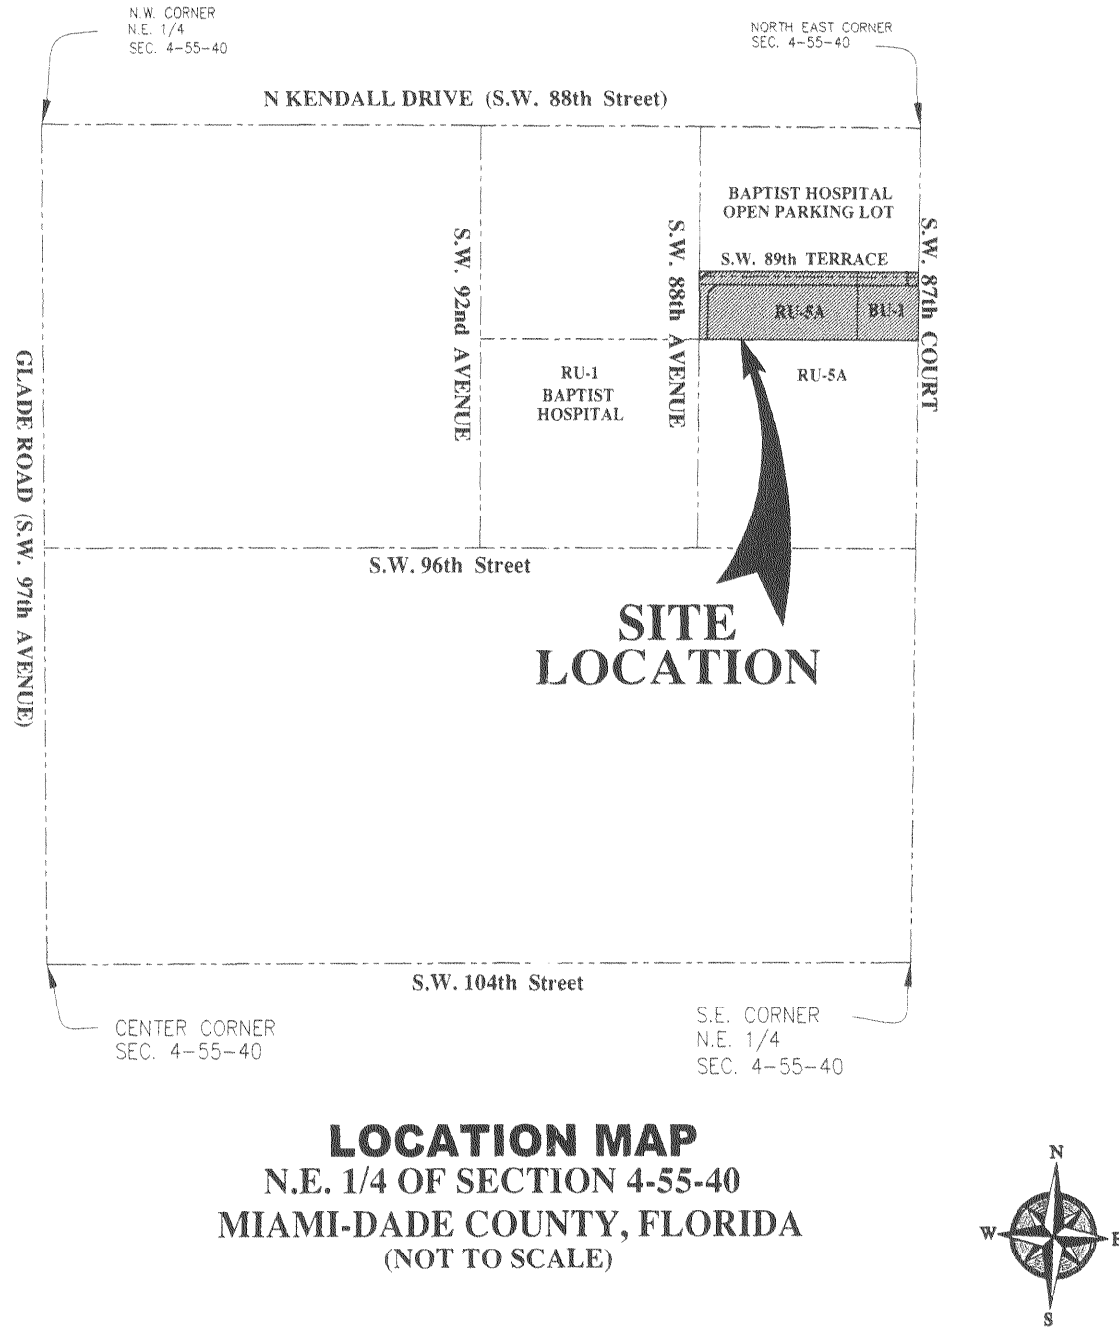 N.W. CORNER
N.E. 1/4
SEC. 4-55-40
NORTH EAST CORNER
SEC. 4-55-40
N KENDALL DRIVE (S.W. 88th Street)
BAPTIST HOSPITAL
OPEN PARKING LOT
S.W. 89th TERRACE
S.W. 92nd AVENUE
S.W. 88th AVENUE
S.W. 87th COURT
RU-5A
BU-1
GLADE ROAD (S.W. 97th AVENUE)
RU-1
BAPTIST
HOSPITAL
RU-5A
S.W. 96th Street
SITE
LOCATION
S.W. 104th Street
CENTER CORNER
SEC. 4-55-40
S.E. CORNER
N.E. 1/4
SEC. 4-55-40
LOCATION MAP
N.E. 1/4 OF SECTION 4-55-40
MIAMI-DADE COUNTY, FLORIDA
(NOT TO SCALE)
N
W
E
S